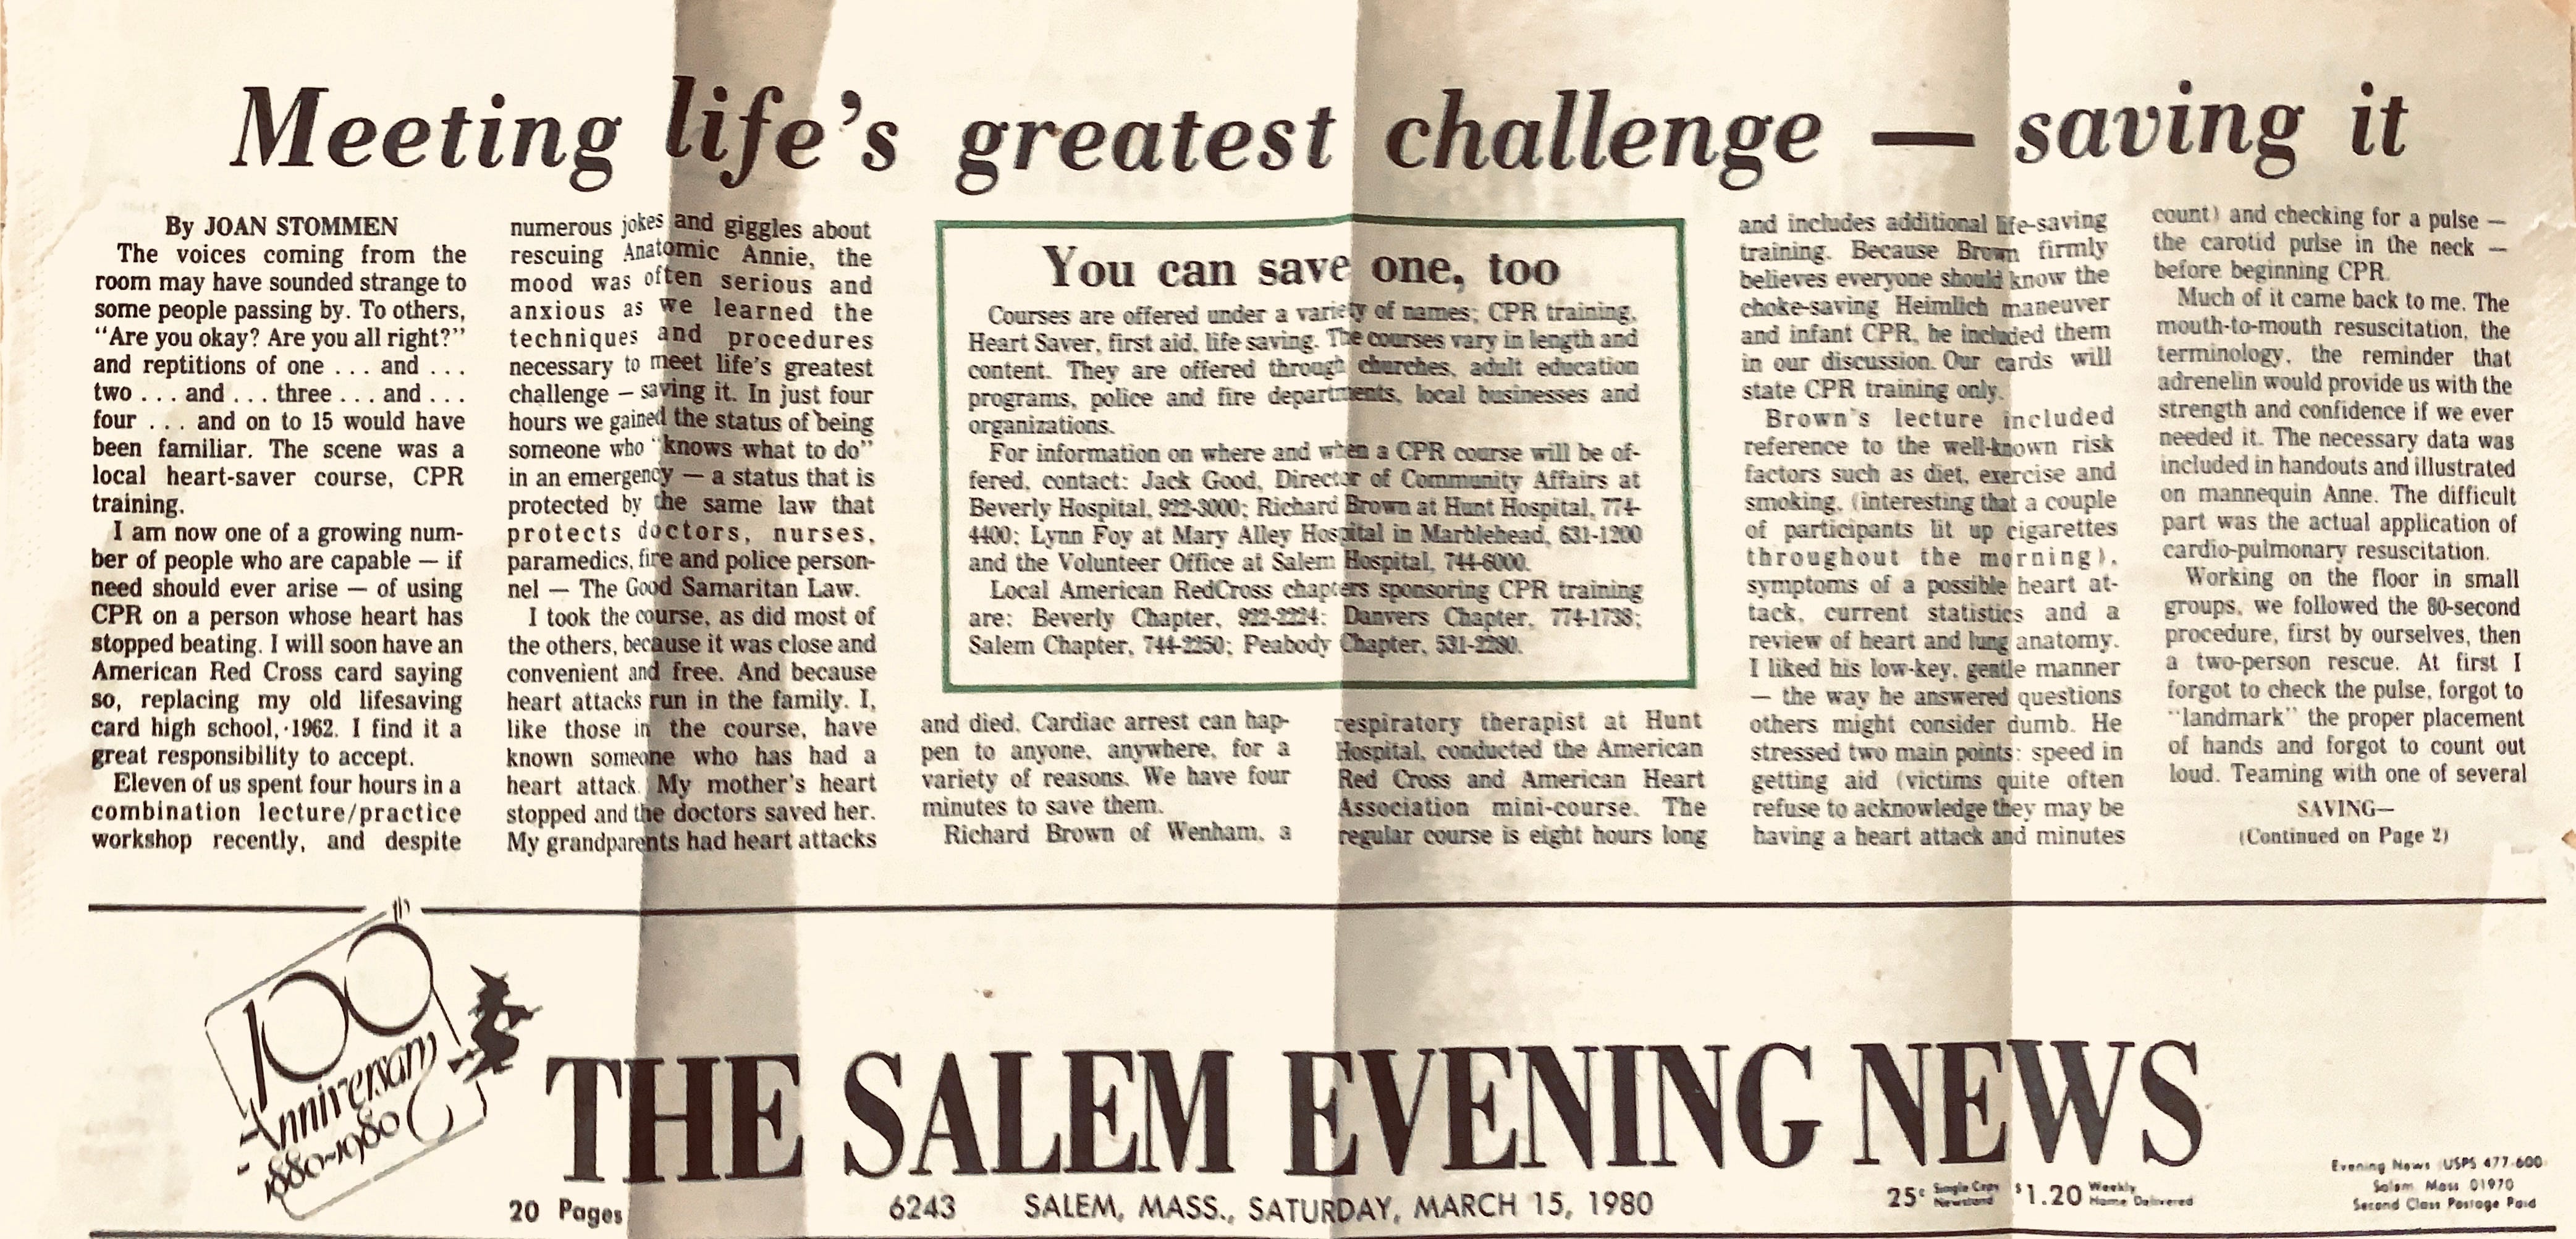 Meeting life's greatest challenge — saving it
By JOAN STOMMEN
The voices coming from the
room may have sounded strange to
some people passing by. To others,
"Are you okay? Are you all right?"
and reptitions of one . . . and . . .
two . . . and . . . three . . . and . . .
four . . . and on to 15 would have
been familiar. The scene was a
local heart-saver course, CPR
training.
I am now one of a growing num-
ber of people who are capable — if
need should ever arise — of using
CPR on a person whose heart has
stopped beating. I will soon have an
American Red Cross card saying
so, replacing my old lifesaving
card high school, 1962. I find it a
great responsibility to accept.
Eleven of us spent four hours in a
combination lecture/practice
workshop recently, and despite
numerous jokes and giggles about
rescuing Anatomic Annie, the
mood was often serious and
anxious as we learned the
techniques and procedures
necessary to meet life's greatest
challenge — saving it. In just four
hours we gained the status of being
someone who "knows what to do"
in an emergency — a status that is
protected by the same law that
protects doctors, nurses,
paramedics, fire and police person-
nel — The Good Samaritan Law.
I took the course, as did most of
the others, because it was close and
convenient and free. And because
heart attacks run in the family. I,
like those in the course, have
known someone who has had a
heart attack. My mother's heart
stopped and the doctors saved her.
My grandparents had heart attacks
You can save one, too
Courses are offered under a variety of names; CPR training,
Heart Saver, first aid, life saving. The courses vary in length and
content. They are offered through churches, adult education
programs, police and fire departments, local businesses and
organizations.
For information on where and when a CPR course will be of-
fered, contact: Jack Good, Director of Community Affairs at
Beverly Hospital, 922-3000; Richard Brown at Hunt Hospital, 774-
4400; Lynn Foy at Mary Alley Hospital in Marblehead, 631-1200
and the Volunteer Office at Salem Hospital, 744-6000.
Local American RedCross chapters sponsoring CPR training
are: Beverly Chapter, 922-2224; Danvers Chapter, 774-1738;
Salem Chapter, 744-2250; Peabody Chapter, 531-2280.
and died. Cardiac arrest can hap-
pen to anyone, anywhere, for a
variety of reasons. We have four
minutes to save them.
Richard Brown of Wenham, a
respiratory therapist at Hunt
Hospital, conducted the American
Red Cross and American Heart
Association mini-course. The
regular course is eight hours long
and includes additional life-saving
training. Because Brown firmly
believes everyone should know the
choke-saving Heimlich maneuver
and infant CPR, he included them
in our discussion. Our cards will
state CPR training only.
Brown's lecture included
reference to the well-known risk
factors such as diet, exercise and
smoking, (interesting that a couple
of participants lit up cigarettes
throughout the morning),
symptoms of a possible heart at-
tack, current statistics and a
review of heart and lung anatomy.
I liked his low-key, gentle manner
— the way he answered questions
others might consider dumb. He
stressed two main points: speed in
getting aid (victims quite often
refuse to acknowledge they may be
having a heart attack and minutes
count) and checking for a pulse —
the carotid pulse in the neck —
before beginning CPR.
Much of it came back to me. The
mouth-to-mouth resuscitation, the
terminology, the reminder that
adrenelin would provide us with the
strength and confidence if we ever
needed it. The necessary data was
included in handouts and illustrated
on mannequin Anne. The difficult
part was the actual application of
cardio-pulmonary resuscitation.
Working on the floor in small
groups, we followed the 80-second
procedure, first by ourselves, then
a two-person rescue. At first I
forgot to check the pulse, forgot to
"landmark" the proper placement
of hands and forgot to count out
loud. Teaming with one of several
SAVING—
(Continued on Page 2)
100th
Anniversary
1880-1980
THE SALEM EVENING NEWS
20 Pages
6243
SALEM, MASS., SATURDAY, MARCH 15, 1980
25¢ Single Copy Newsstand
$1.20 Weekly Home Delivered
Evening News (USPS 477-600)
Salem Mass 01970
Second Class Postage Paid